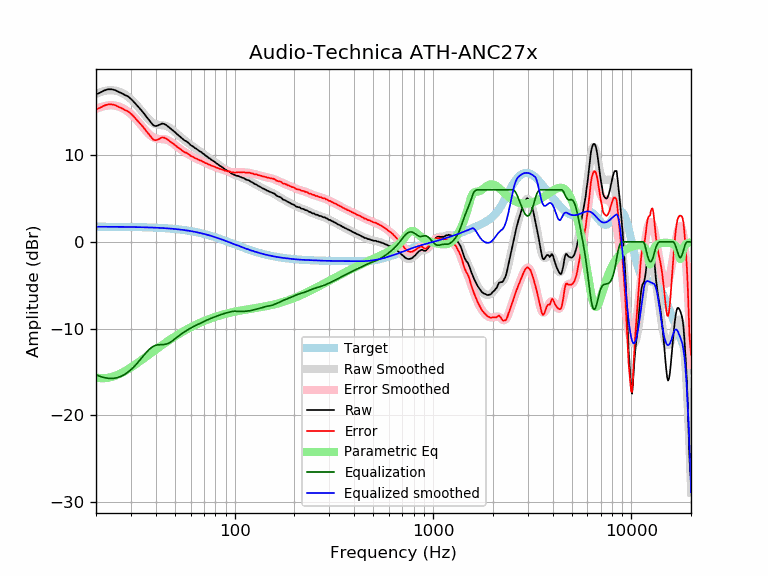 Audio-Technica ATH-ANC27x
Amplitude (dBr)
10
0
−10
−20
−30
Target
Raw Smoothed
Error Smoothed
Raw
Error
Parametric Eq
Equalization
Equalized smoothed
100
1000
10000
Frequency (Hz)